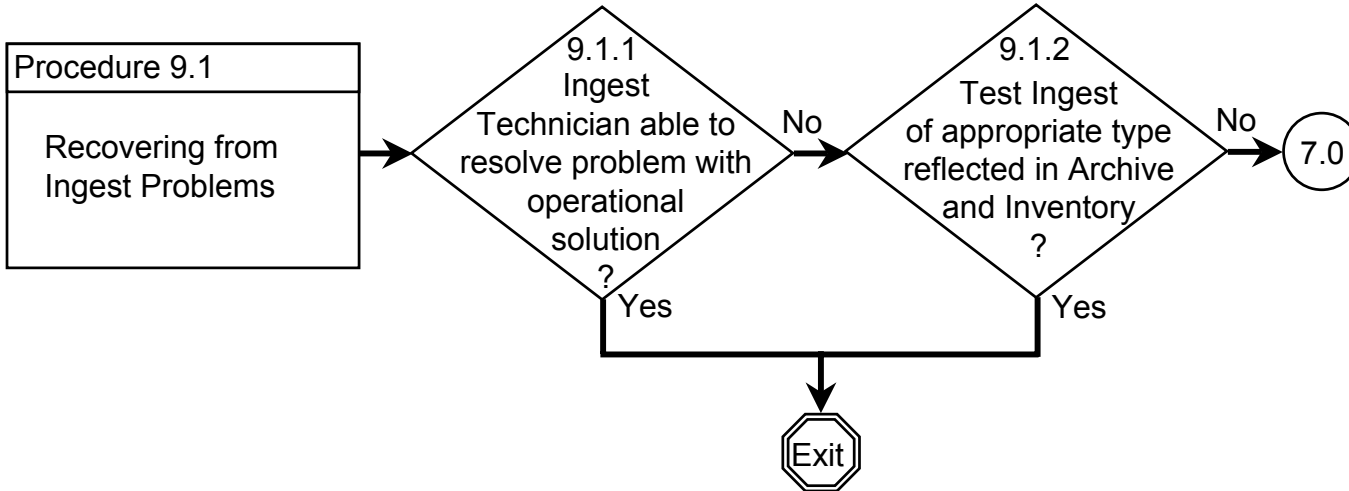 Procedure 9.1
Recovering from
Ingest Problems
9.1.1
Ingest
Technician able to
resolve problem with
operational
solution
?
No
Yes
9.1.2
Test Ingest
of appropriate type
reflected in Archive
and Inventory
?
No
Yes
7.0
Exit